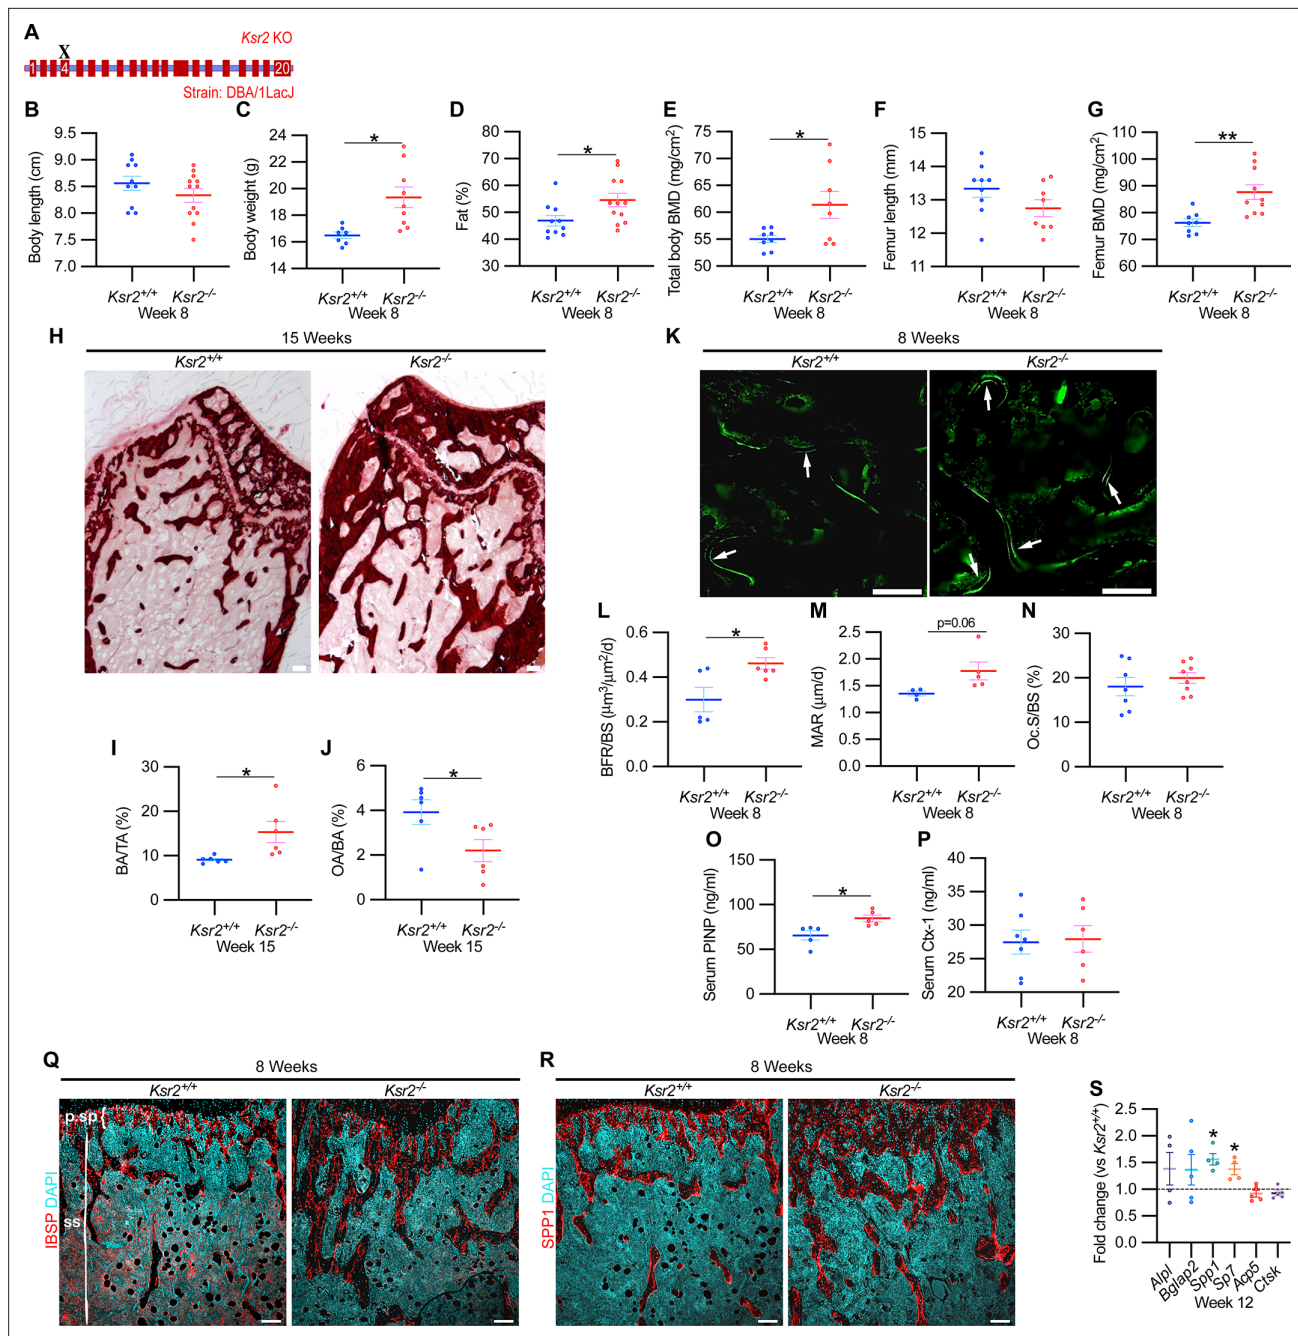 A
Ksr2 KO
X
1 4 20
Strain: DBA/1LacJ
B
Body length (cm)
9.5
9.0
8.5
8.0
7.5
7.0
Ksr2+/+ Ksr2-/-
Week 8
C
Body weight (g)
24
22
20
18
16
14
*
Ksr2+/+ Ksr2-/-
Week 8
D
Fat (%)
80
70
60
50
40
30
*
Ksr2+/+ Ksr2-/-
Week 8
E
Total body BMD (mg/cm2)
75
70
65
60
55
50
*
Ksr2+/+ Ksr2-/-
Week 8
F
Femur length (mm)
15
14
13
12
11
Ksr2+/+ Ksr2-/-
Week 8
G
Femur BMD (mg/cm2)
110
100
90
80
70
60
**
Ksr2+/+ Ksr2-/-
Week 8
H
15 Weeks
Ksr2+/+ Ksr2-/-
K
8 Weeks
Ksr2+/+ Ksr2-/-
L
BFR/BS (µm3/µm2/d)
0.6
0.4
0.2
0
*
Ksr2+/+ Ksr2-/-
Week 8
M
MAR (µm/d)
2.5
2.0
1.5
1.0
0.5
0.0
p=0.06
Ksr2+/+ Ksr2-/-
Week 8
N
Oc.S/BS (%)
30
20
10
0
Ksr2+/+ Ksr2-/-
Week 8
I
BA/TA (%)
30
20
10
0
*
Ksr2+/+ Ksr2-/-
Week 15
J
OA/BA (%)
6
4
2
0
*
Ksr2+/+ Ksr2-/-
Week 15
O
Serum PINP (ng/ml)
150
100
50
0
*
Ksr2+/+ Ksr2-/-
Week 8
P
Serum Ctx-1 (ng/ml)
40
35
30
25
20
Ksr2+/+ Ksr2-/-
Week 8
Q
8 Weeks
Ksr2+/+ Ksr2-/-
IBSP DAPI
p.sp{
ss
R
8 Weeks
Ksr2+/+ Ksr2-/-
SPP1 DAPI
S
Fold change (vs Ksr2+/+)
2.5
2.0
1.5
1.0
0.5
0.0
* *
Alpl Bglap2 Spp1 Sp7 Acp5 Ctsk
Week 12